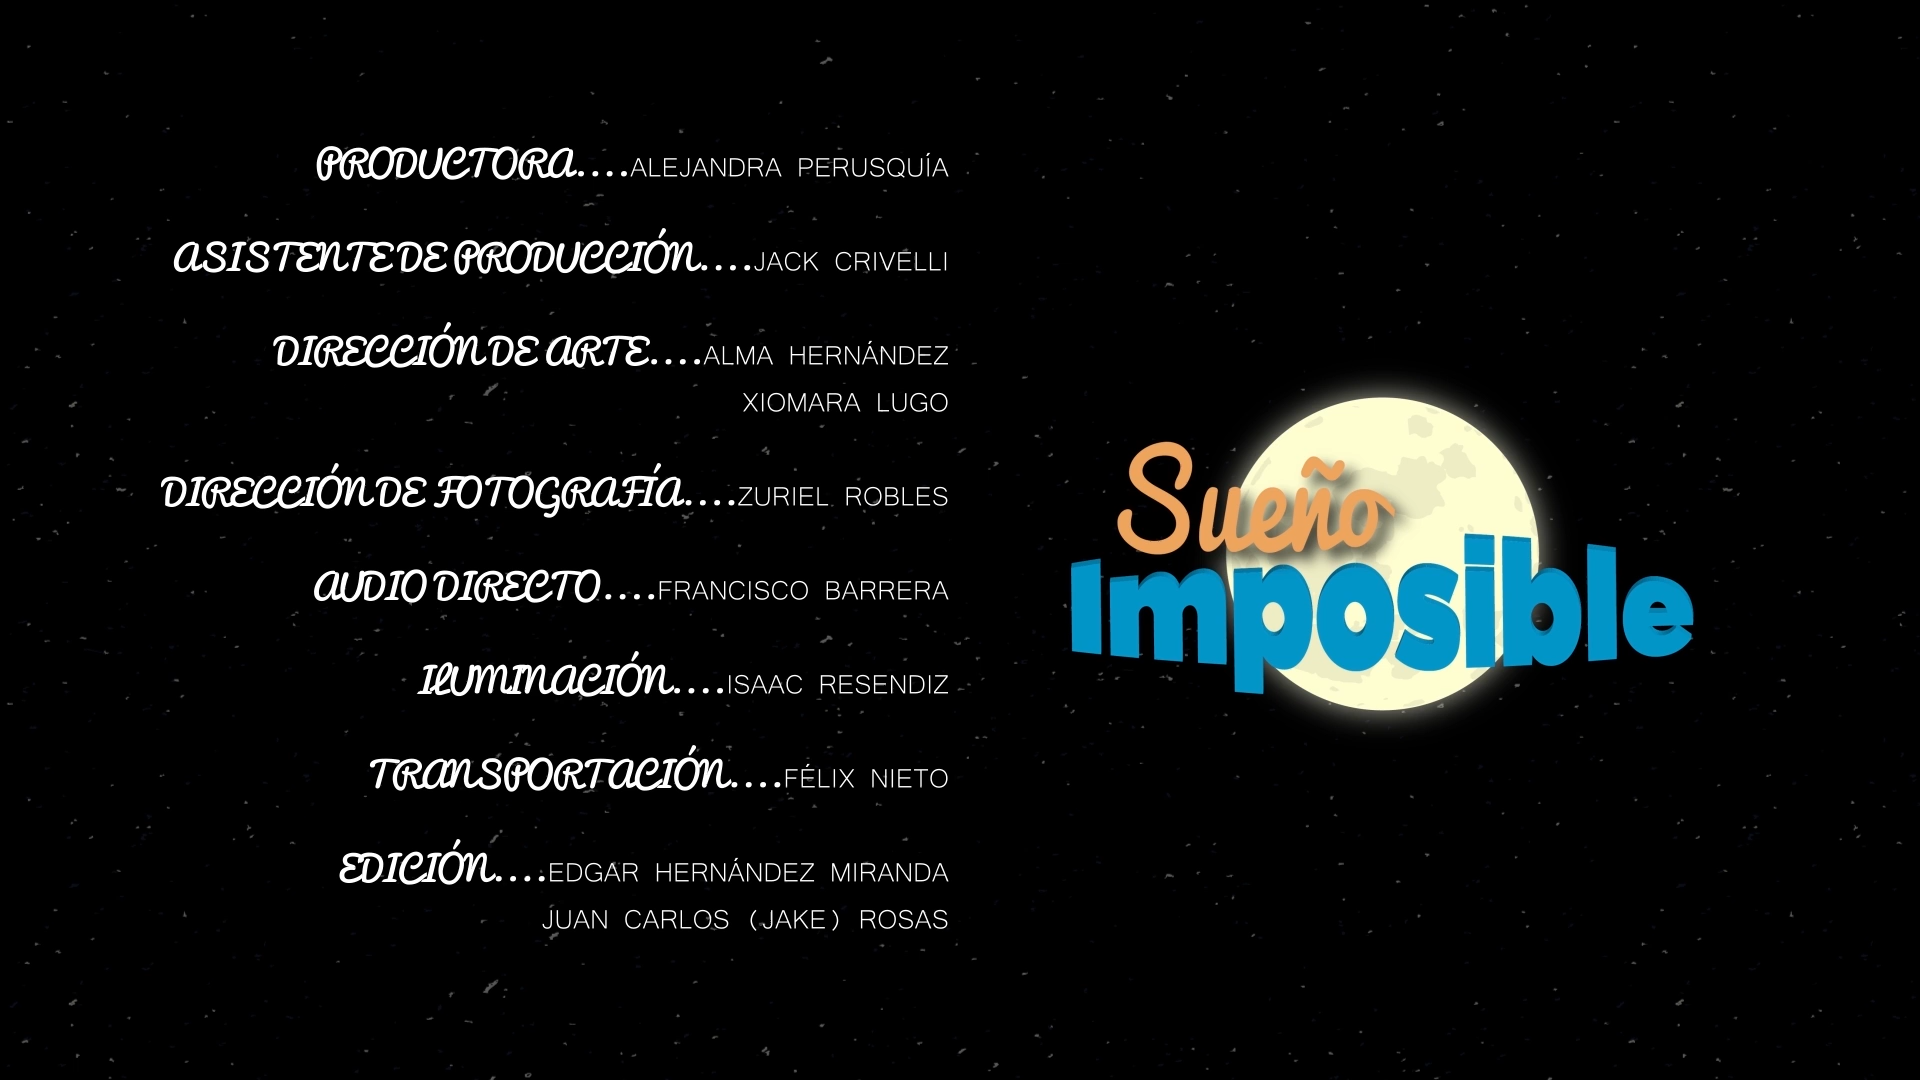 PRODUCTORA....ALEJANDRA PERUSQUÍA
ASISTENTE DE PRODUCCIÓN....JACK CRIVELLI
DIRECCIÓN DE ARTE....ALMA HERNÁNDEZ
XIOMARA LUGO
DIRECCIÓN DE FOTOGRAFÍA....ZURIEL ROBLES
AUDIO DIRECTO....FRANCISCO BARRERA
ILUMINACIÓN....ISAAC RESENDIZ
TRANSPORTACIÓN....FÉLIX NIETO
EDICIÓN....EDGAR HERNÁNDEZ MIRANDA
JUAN CARLOS (JAKE) ROSAS
Sueño
Imposible